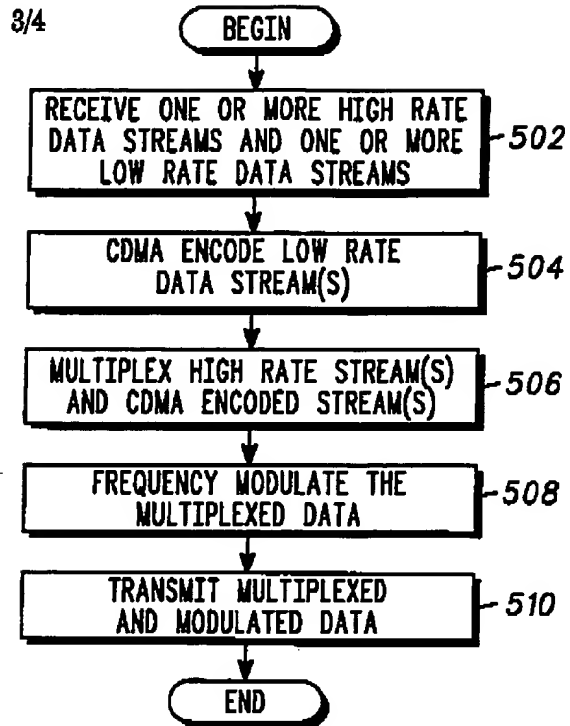 3/4
BEGIN
RECEIVE ONE OR MORE HIGH RATE
DATA STREAMS AND ONE OR MORE
LOW RATE DATA STREAMS
502
CDMA ENCODE LOW RATE
DATA STREAM(S)
504
MULTIPLEX HIGH RATE STREAM(S)
AND CDMA ENCODED STREAM(S)
506
FREQUENCY MODULATE THE
MULTIPLEXED DATA
508
TRANSMIT MULTIPLEXED
AND MODULATED DATA
510
END